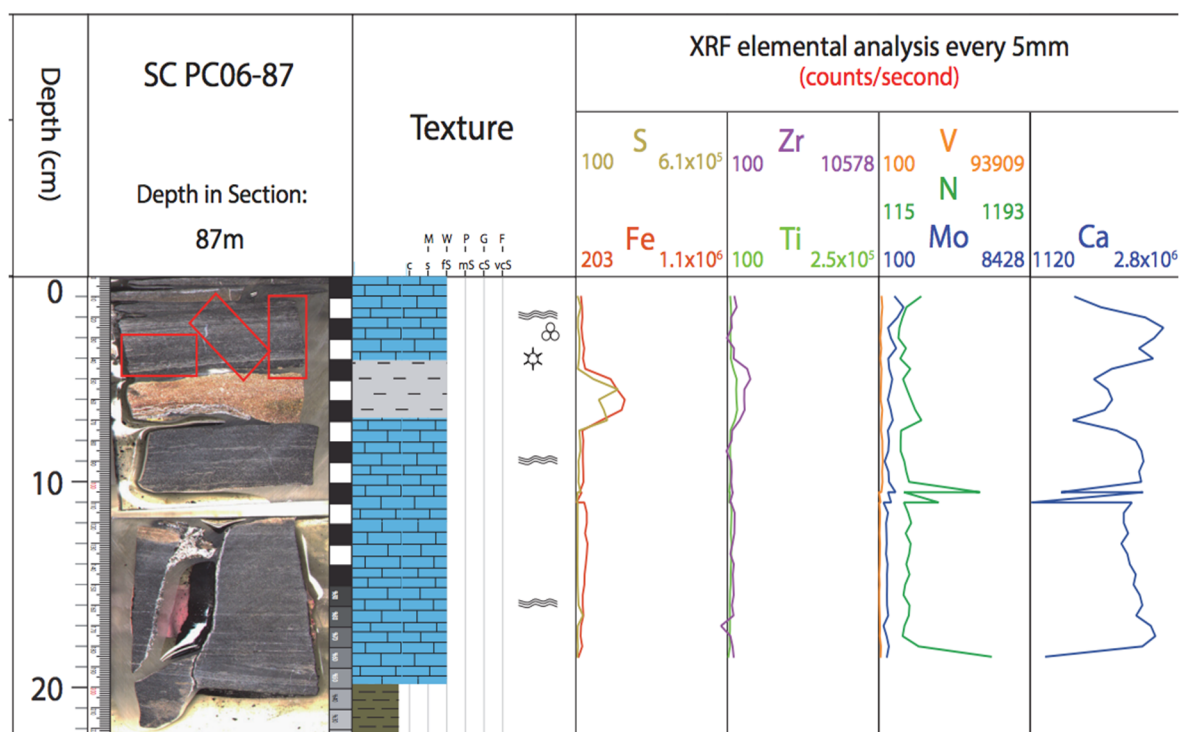 Depth (cm)
SC PC06-87
Depth in Section:
87m
Texture
M W P G F
c s fS mS cS vcS
XRF elemental analysis every 5mm
(counts/second)
S
100 6.1x10⁵
Fe
203 1.1x10⁶
Zr
100 10578
Ti
100 2.5x10⁵
V
100 93909
N
115 1193
Mo
100 8428
Ca
1120 2.8x10⁶
0
10
20